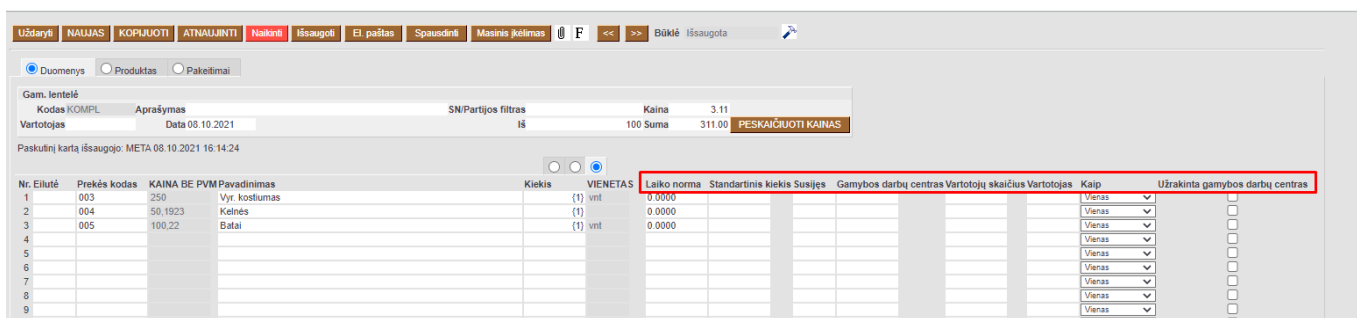 Uždaryti NAUJAS KOPIJUOTI ATNAUJINTI Naikinti Išsaugoti El. paštas Spausdinti Masinis įkėlimas F << >> Būklė Išsaugota
Duomenys Produktas Pakeitimai
Gam. lentelė
Kodas KOMPL Aprašymas SN/Partijos filtras Kaina 3.11
Vartotojas Data 08.10.2021 Iš 100 Suma 311.00 PESKAIČIUOTI KAINAS
Paskutinį kartą išsaugojo: META 08.10.2021 16:14:24
Nr. Eilutė Prekės kodas KAINA BE PVM Pavadinimas Kiekis VIENETAS Laiko norma Standartinis kiekis Susijęs Gamybos darbų centras Vartotojų skaičius Vartotojas Kaip Užrakinta gamybos darbų centras
1 003 250 Vyr. kostiumas {1} vnt 0.0000 Vienas
2 004 50,1923 Kelnės {1} 0.0000 Vienas
3 005 100,22 Batai {1} vnt 0.0000 Vienas
4 Vienas
5 Vienas
6 Vienas
7 Vienas
8 Vienas
9 Vienas